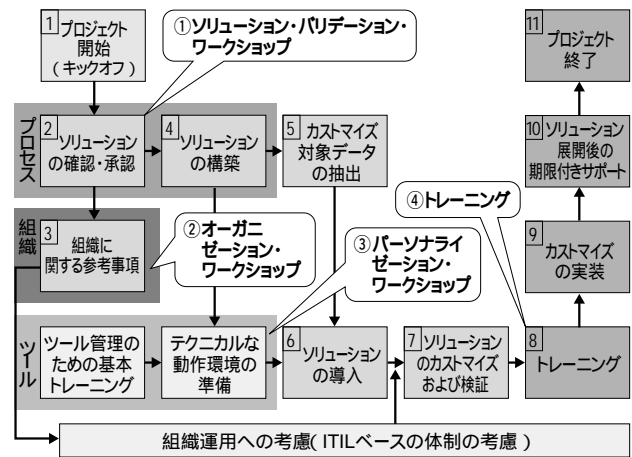 1
プロジェクト
開始
(キックオフ)
①ソリューション・バリデーション・
ワークショップ
11
プロジェクト
終了
プロセス
2
ソリューション
の確認・承認
4
ソリューション
の構築
5
カストマイズ
対象データ
の抽出
10
ソリューション
展開後の
期限付きサポート
組織
3
組織に
関する参考事項
②オーガニ
ゼーション・
ワークショップ
③パーソナライ
ゼーション・
ワークショップ
④トレーニング
9
カストマイズ
の実装
ツール
ツール管理の
ための基本
トレーニング
テクニカルな
動作環境の
準備
6
ソリューション
の導入
7
ソリューション
のカストマイズ
および検証
8
トレーニング
組織運用への考慮(ITILベースの体制の考慮)